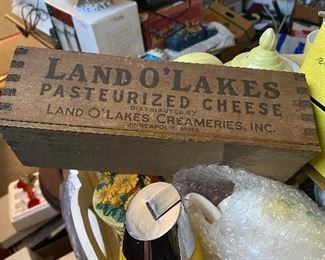 LAND O'LAKES
PASTEURIZED CHEESE
DISTRIBUTED BY
LAND O'LAKES CREAMERIES, INC.
MINNEAPOLIS, MINN.